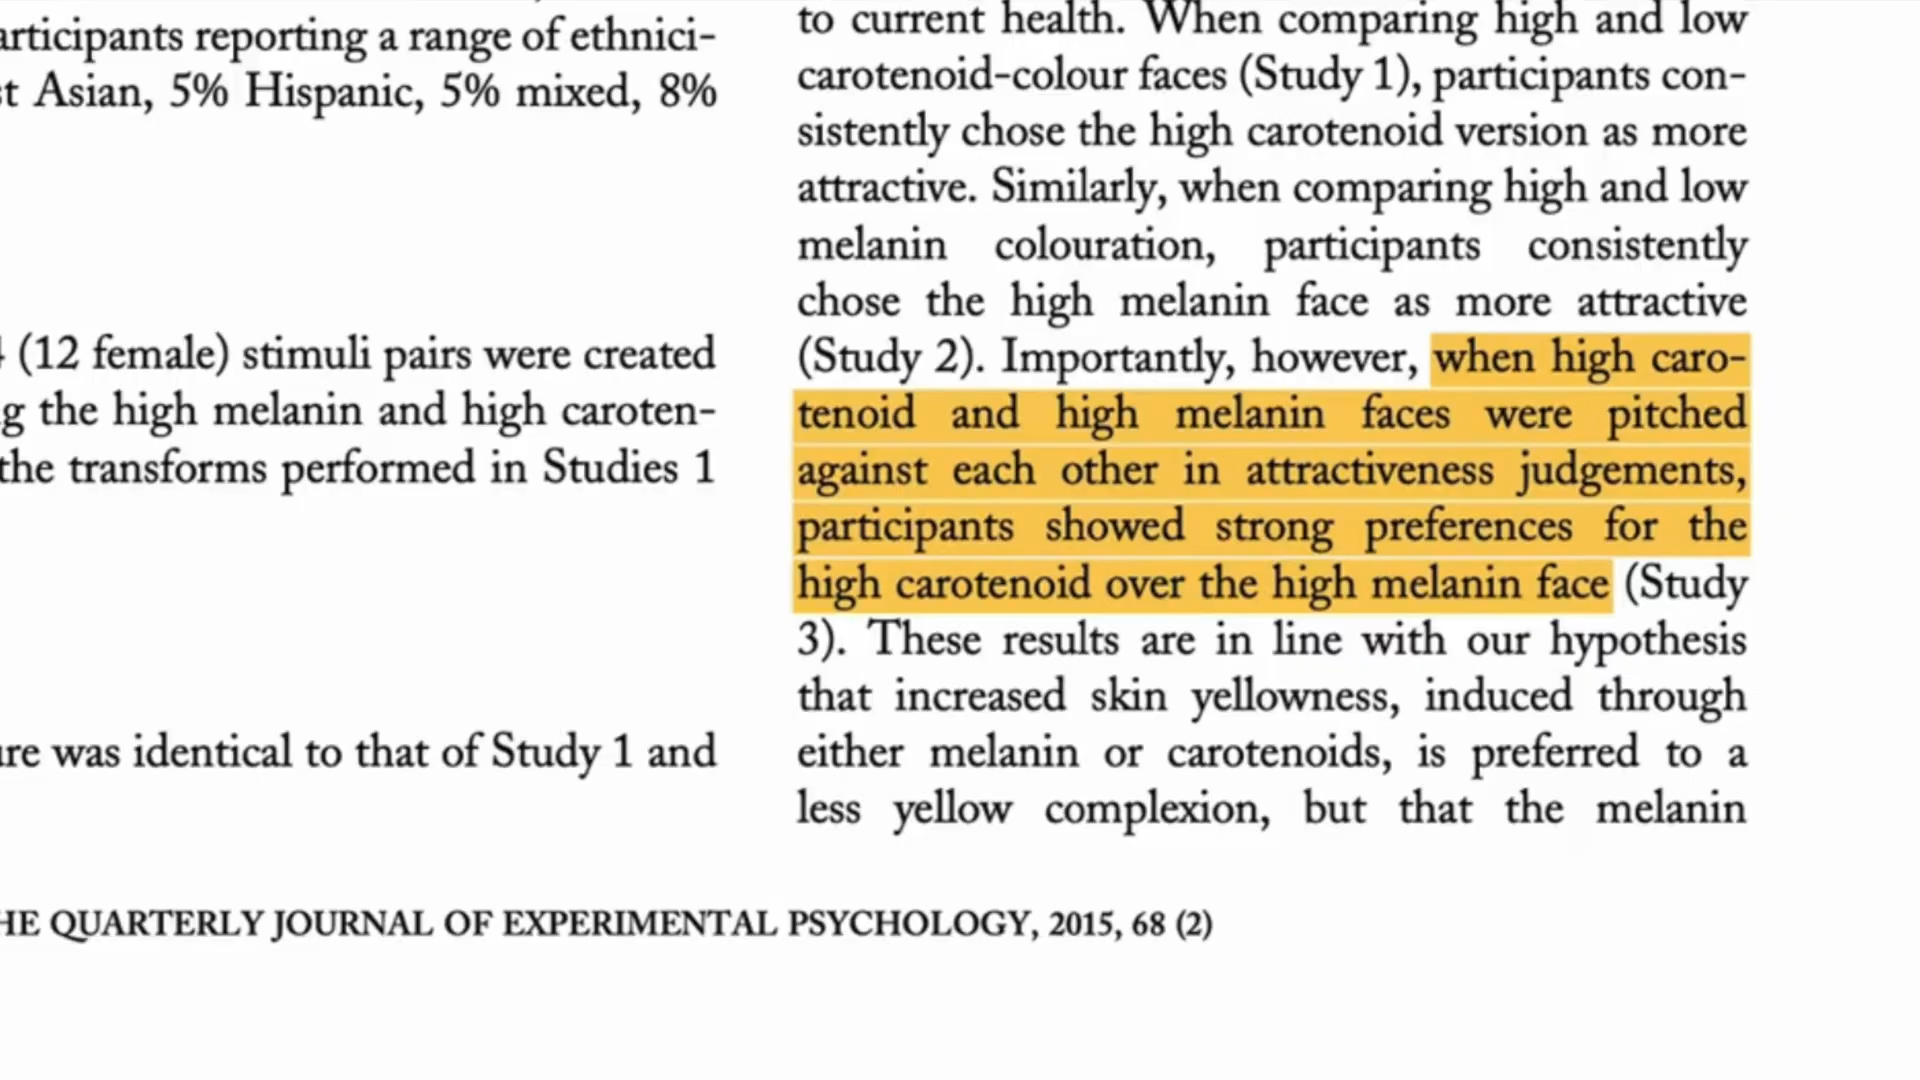 participants reporting a range of ethnici-
Asian, 5% Hispanic, 5% mixed, 8%
(12 female) stimuli pairs were created
the high melanin and high caroten-
the transforms performed in Studies 1
was identical to that of Study 1 and
to current health. When comparing high and low
carotenoid-colour faces (Study 1), participants con-
sistently chose the high carotenoid version as more
attractive. Similarly, when comparing high and low
melanin colouration, participants consistently
chose the high melanin face as more attractive
(Study 2). Importantly, however, when high caro-
tenoid and high melanin faces were pitched
against each other in attractiveness judgements,
participants showed strong preferences for the
high carotenoid over the high melanin face (Study
3). These results are in line with our hypothesis
that increased skin yellowness, induced through
either melanin or carotenoids, is preferred to a
less yellow complexion, but that the melanin
THE QUARTERLY JOURNAL OF EXPERIMENTAL PSYCHOLOGY, 2015, 68 (2)